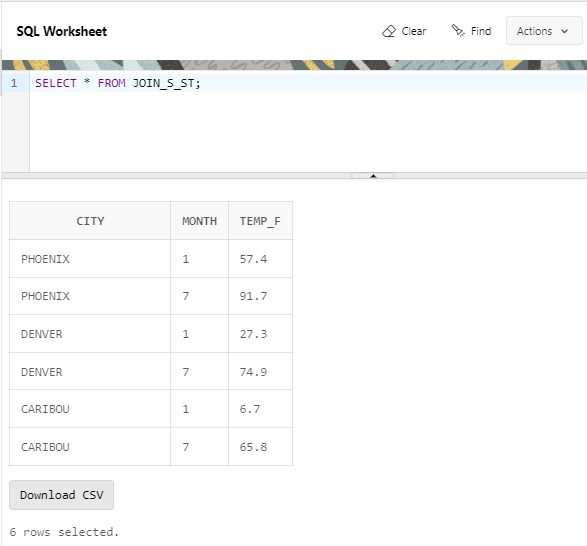 SQL Worksheet Clear Find Actions
1 SELECT * FROM JOIN_S_ST;
CITY MONTH TEMP_F
PHOENIX 1 57.4
PHOENIX 7 91.7
DENVER 1 27.3
DENVER 7 74.9
CARIBOU 1 6.7
CARIBOU 7 65.8
Download CSV
6 rows selected.